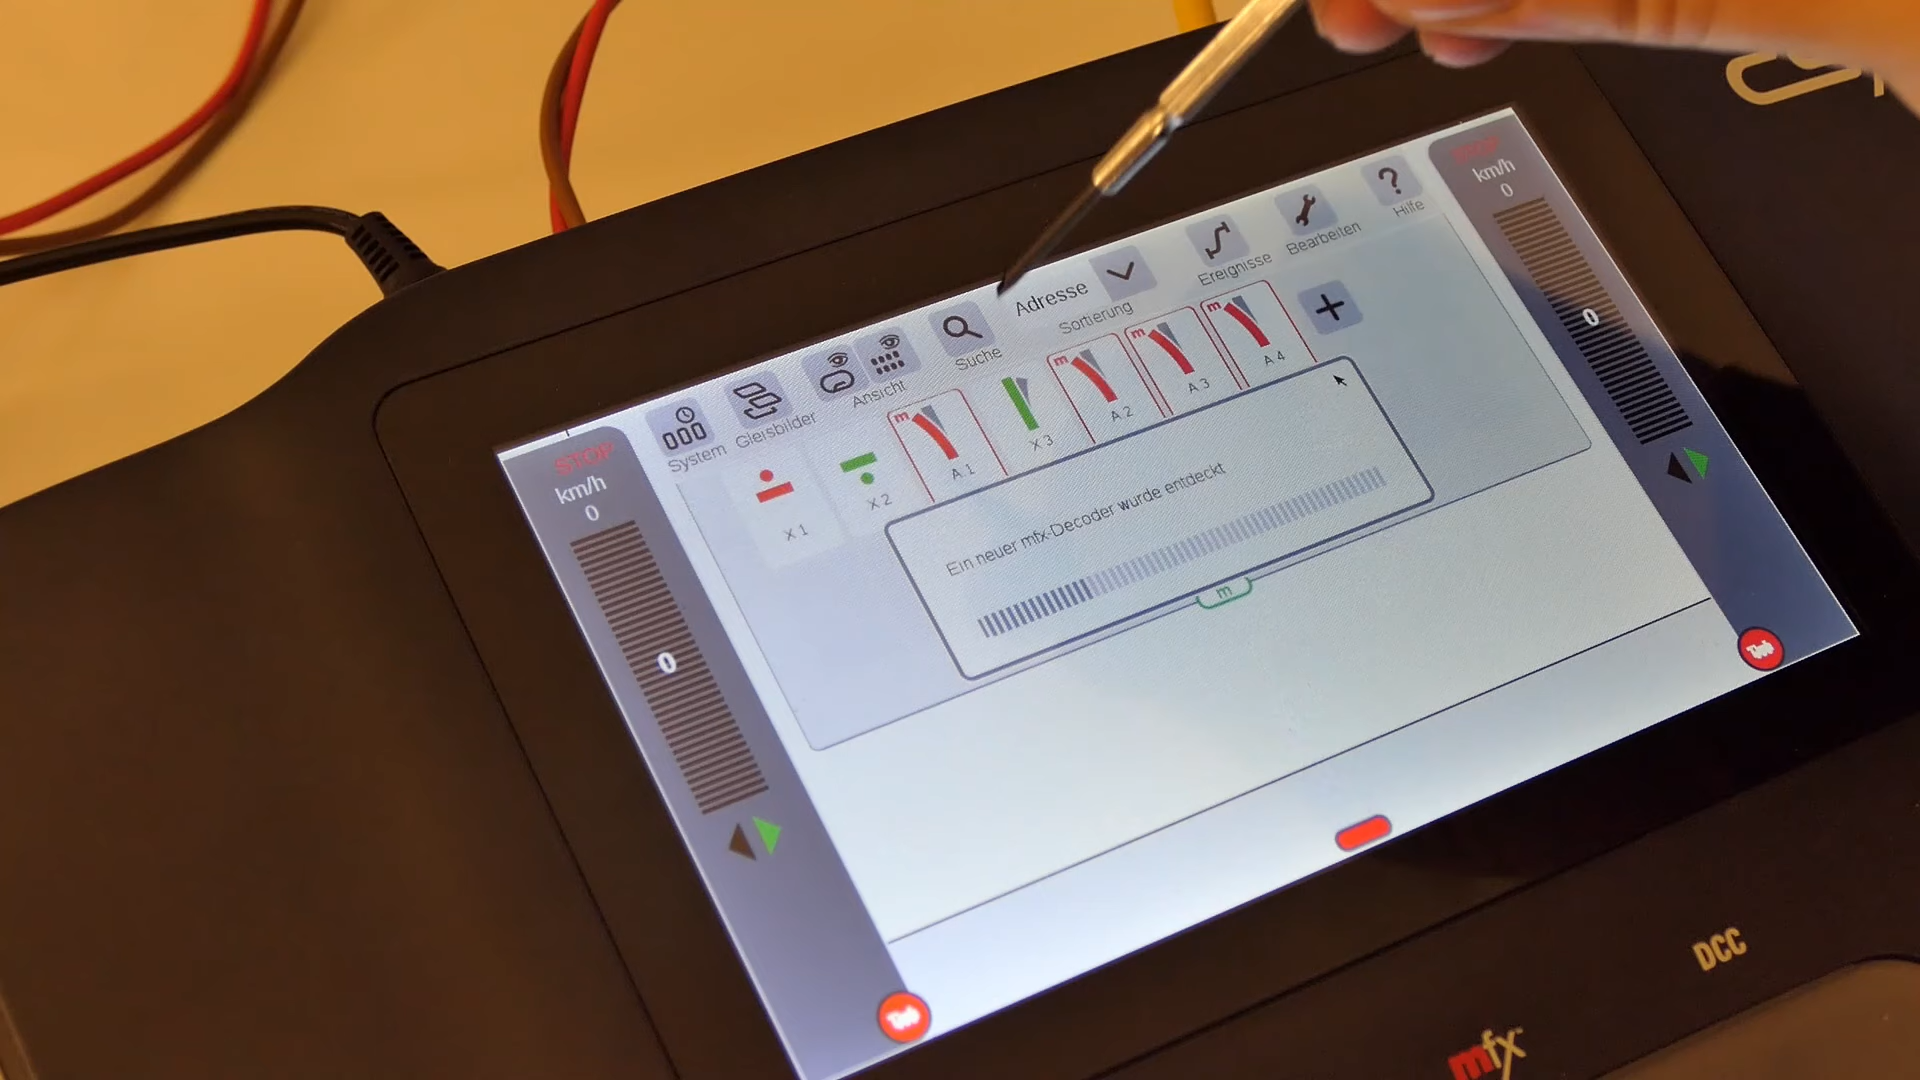 STOP
km/h
0
0
System
Gleisbilder
Ansicht
Suche
Adresse
Sortierung
Ereignisse
Bearbeiten
?
Hilfe
X 1
X 2
m
A 1
X 3
m
A 2
m
A 3
m
A 4
+
Ein neuer mfx-Decoder wurde entdeckt
m
STOP
km/h
0
0
DCC
mfx